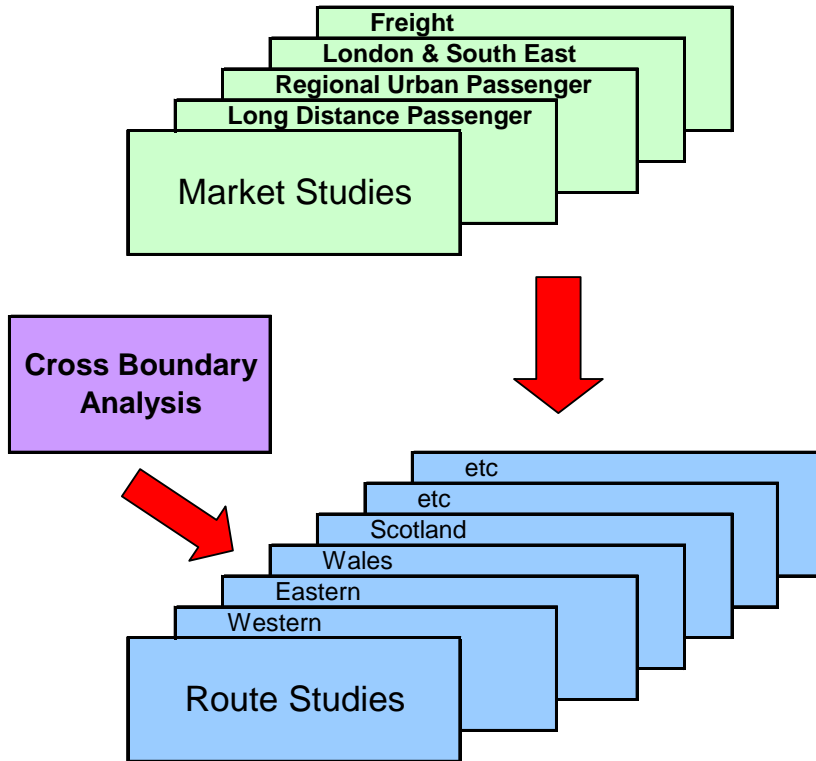 Freight
London & South East
Regional Urban Passenger
Long Distance Passenger
Market Studies
Cross Boundary
Analysis
etc
etc
Scotland
Wales
Eastern
Western
Route Studies